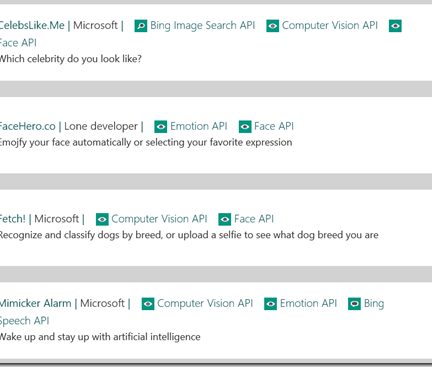 CelebsLike.Me | Microsoft | Bing Image Search API Computer Vision API
Face API
Which celebrity do you look like?
FaceHero.co | Lone developer | Emotion API Face API
Emojfy your face automatically or selecting your favorite expression
Fetch! | Microsoft | Computer Vision API Face API
Recognize and classify dogs by breed, or upload a selfie to see what dog breed you are
Mimicker Alarm | Microsoft | Computer Vision API Emotion API Bing
Speech API
Wake up and stay up with artificial intelligence